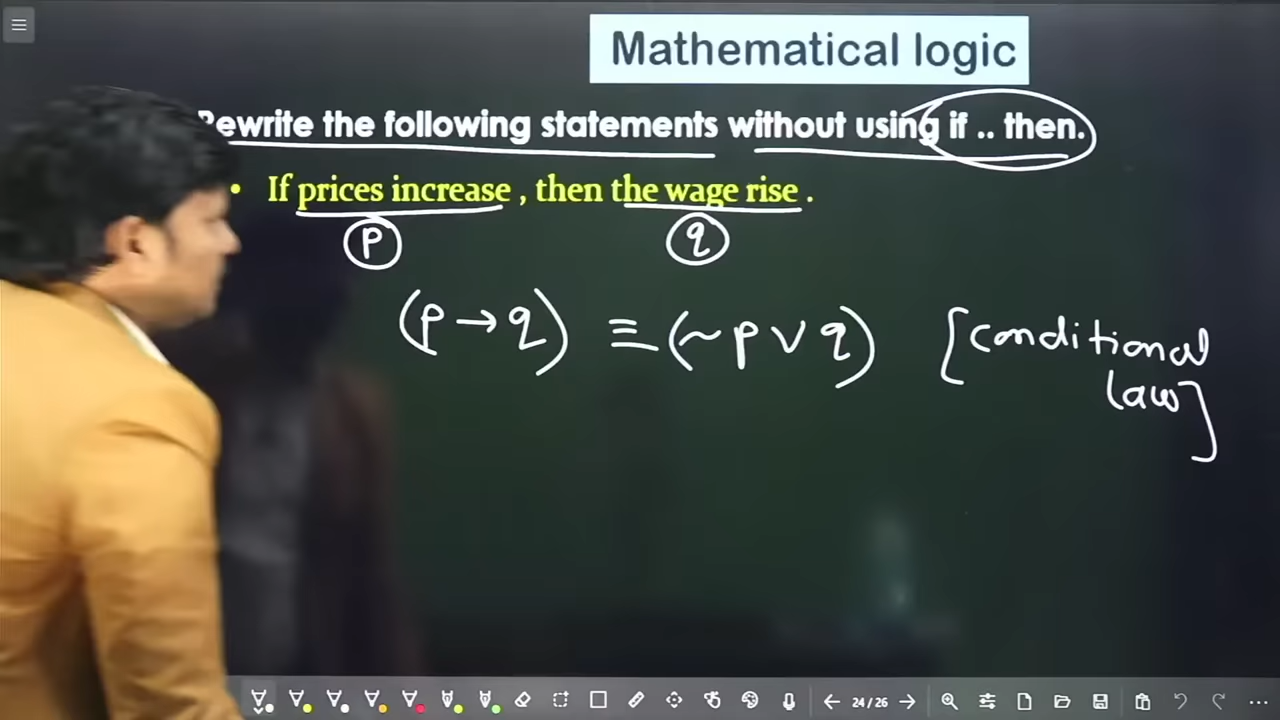 Mathematical logic
Rewrite the following statements without using if .. then.
• If prices increase , then the wage rise .
p q
(p → q) ≡ (~p ∨ q) [conditional
law]
24/26